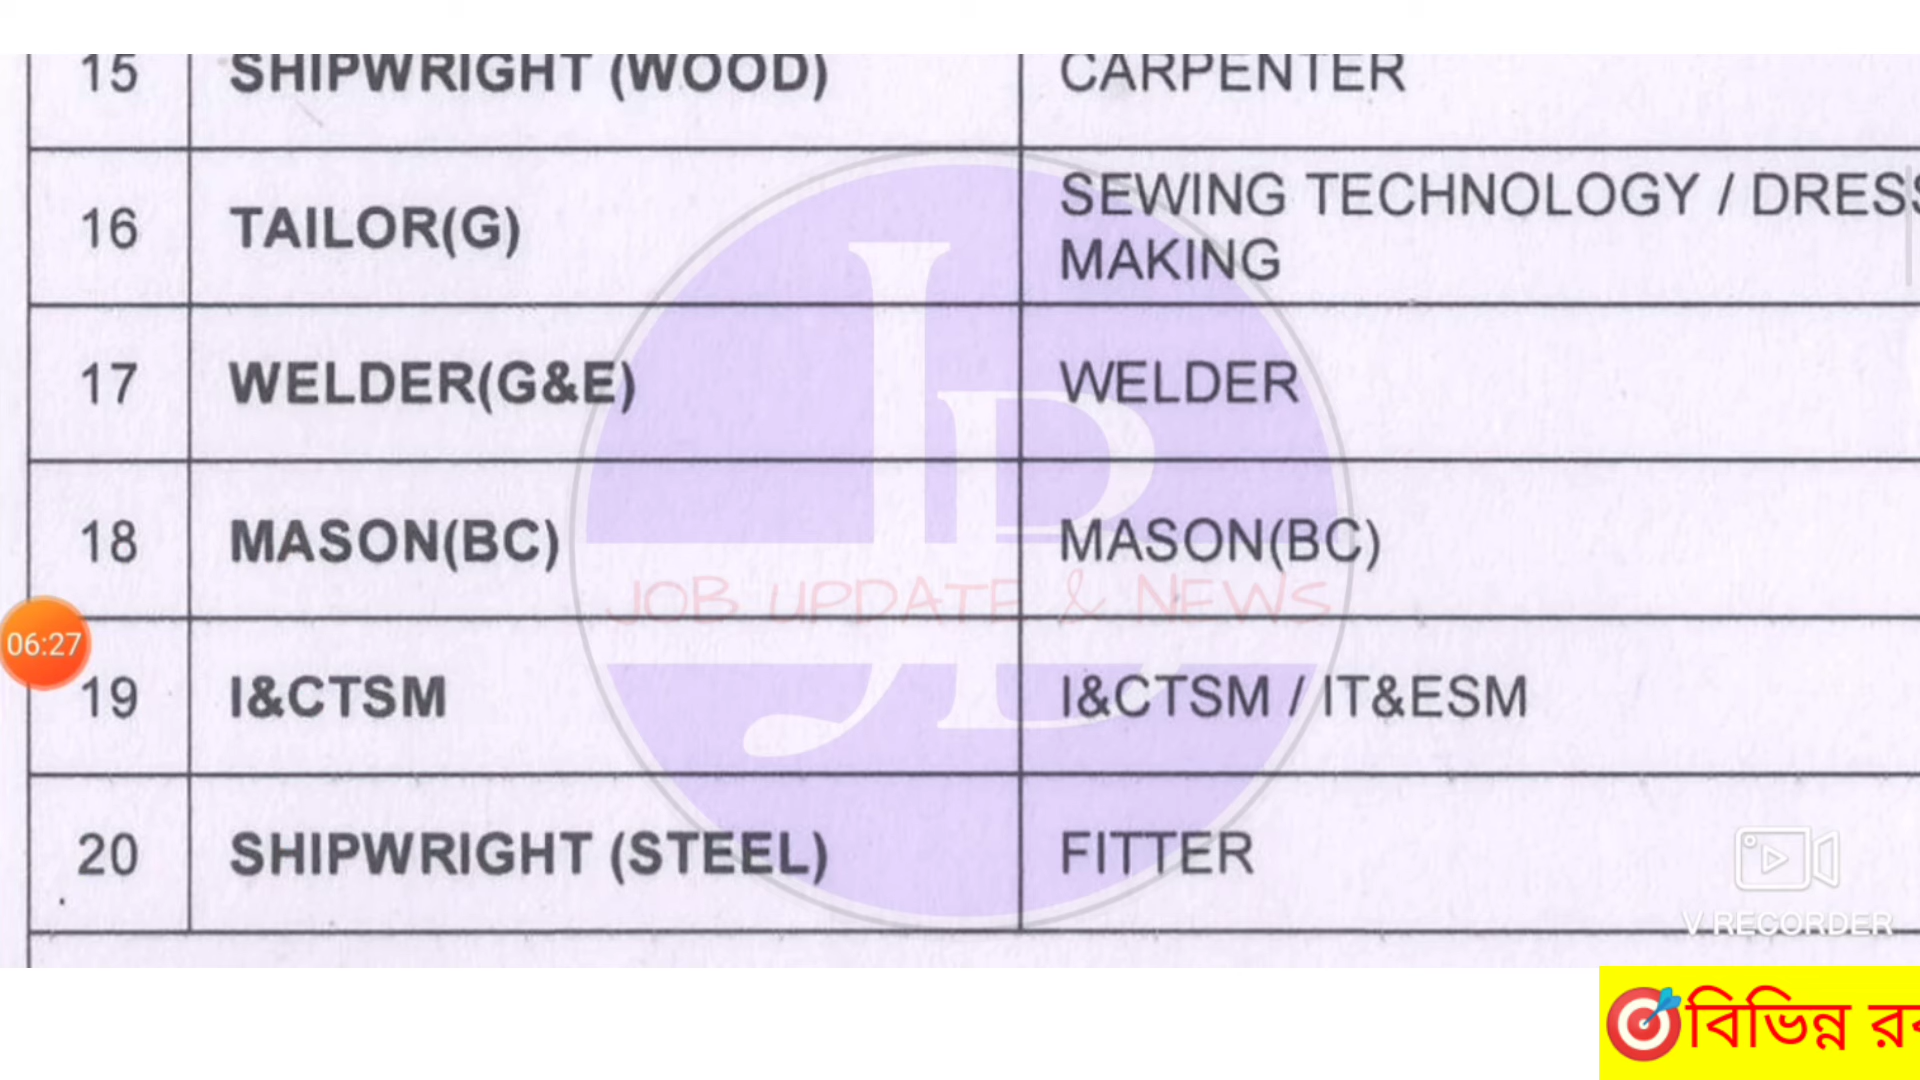 15 SHIPWRIGHT (WOOD) CARPENTER
16 TAILOR(G) SEWING TECHNOLOGY / DRESS
MAKING
17 WELDER(G&E) WELDER
18 MASON(BC) MASON(BC)
JOB UPDATE & NEWS
06:27
19 I&CTSM I&CTSM / IT&ESM
20 SHIPWRIGHT (STEEL) FITTER
V RECORDER
🎯বিভিন্ন